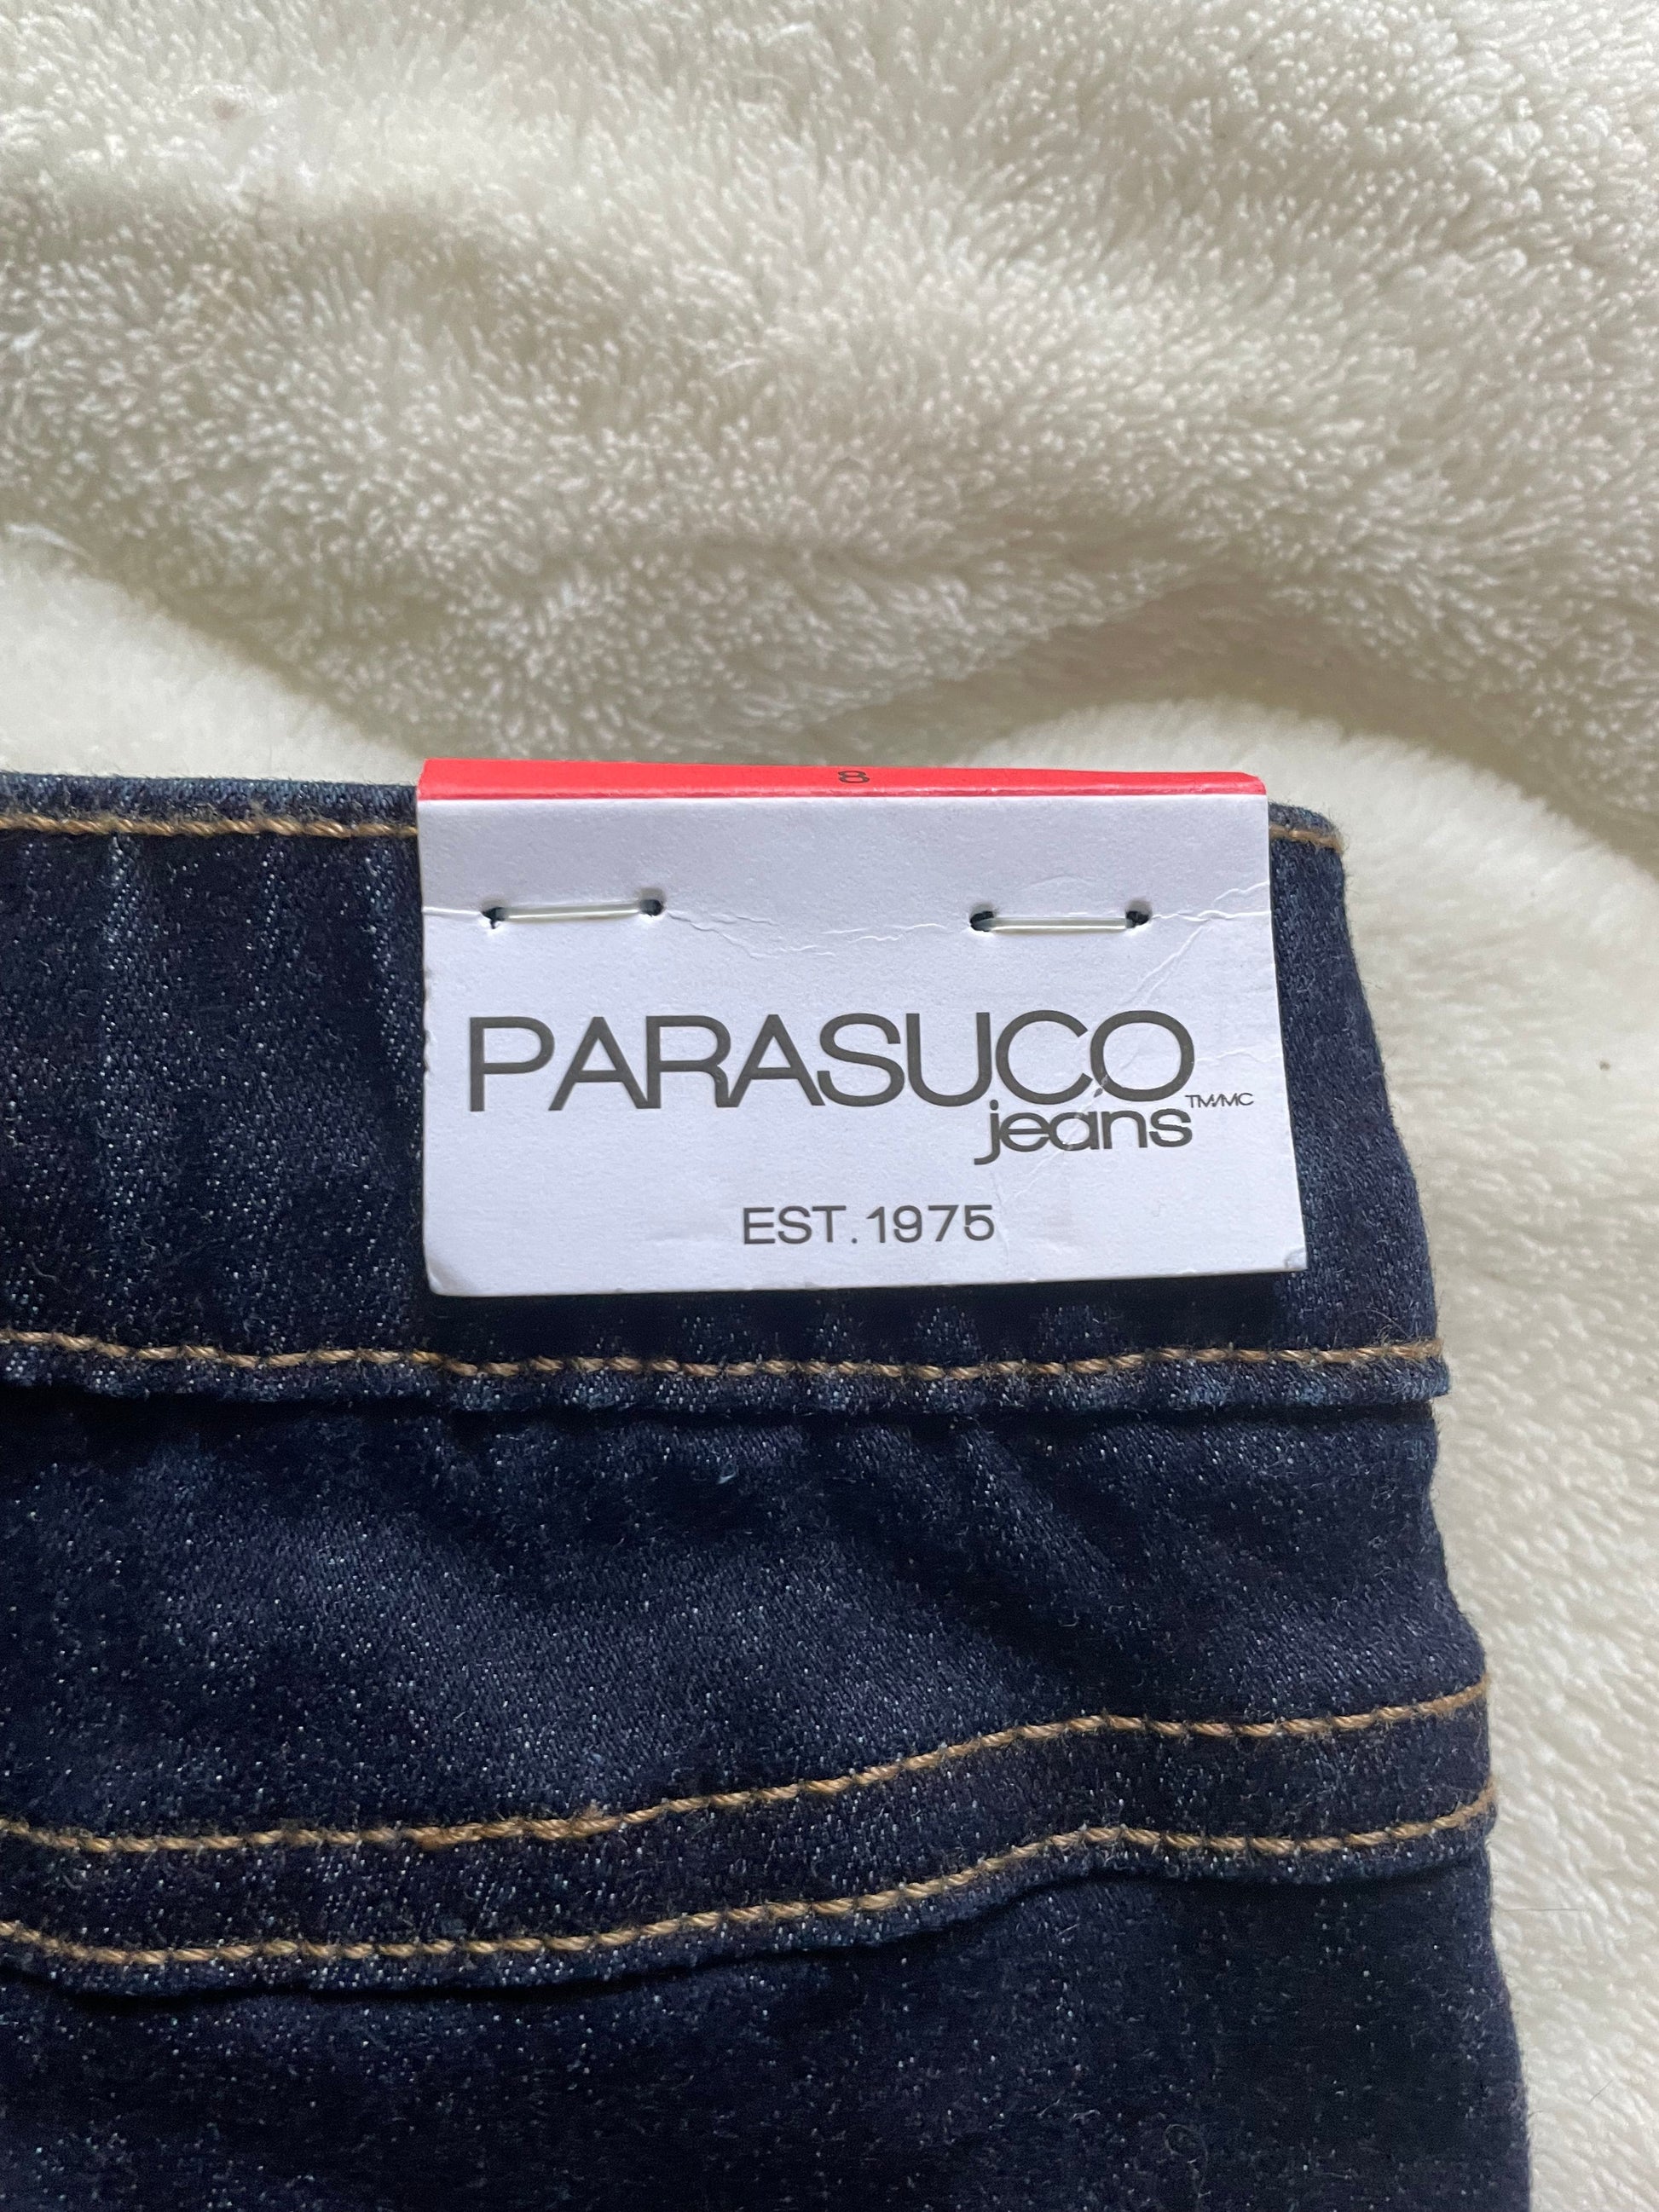 8
PARASUCO
jeans TM/MC
EST. 1975